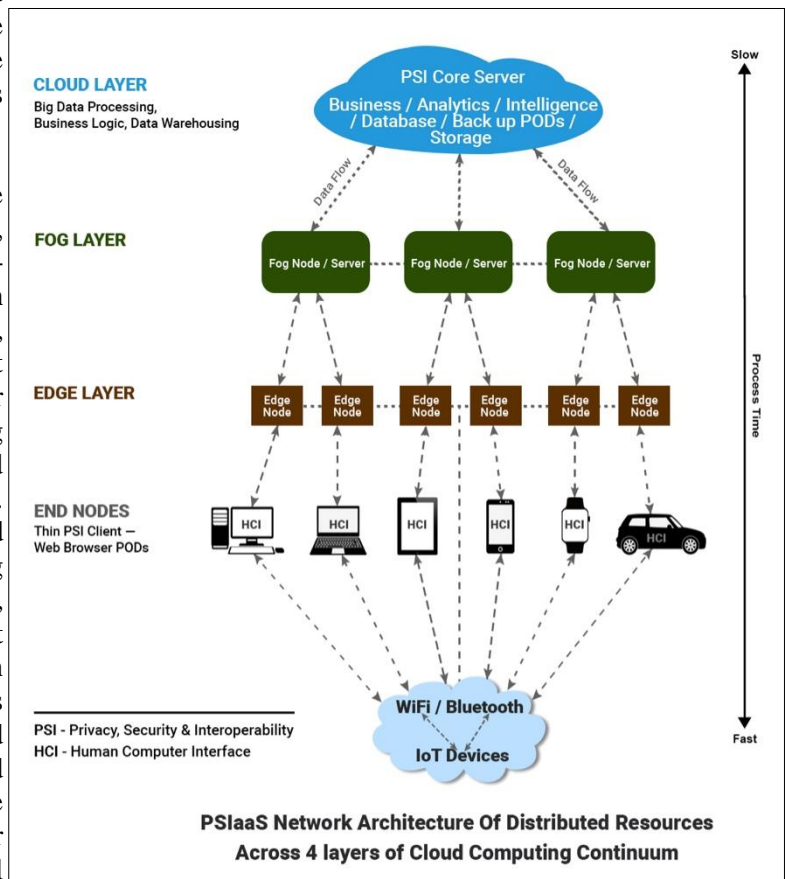 Slow
CLOUD LAYER
Big Data Processing,
Business Logic, Data Warehousing
PSI Core Server
Business / Analytics / Intelligence
/ Database / Back up PODs /
Storage
Data Flow
Data Flow
FOG LAYER
Fog Node / Server
Fog Node / Server
Fog Node / Server
Process Time
EDGE LAYER
Edge
Node
Edge
Node
Edge
Node
Edge
Node
Edge
Node
Edge
Node
END NODES
Thin PSI Client —
Web Browser PODs
HCI
HCI
HCI
HCI
HCI
HCI
WiFi / Bluetooth
IoT Devices
PSI - Privacy, Security & Interoperability
HCI - Human Computer Interface
Fast
PSIaaS Network Architecture Of Distributed Resources
Across 4 layers of Cloud Computing Continuum